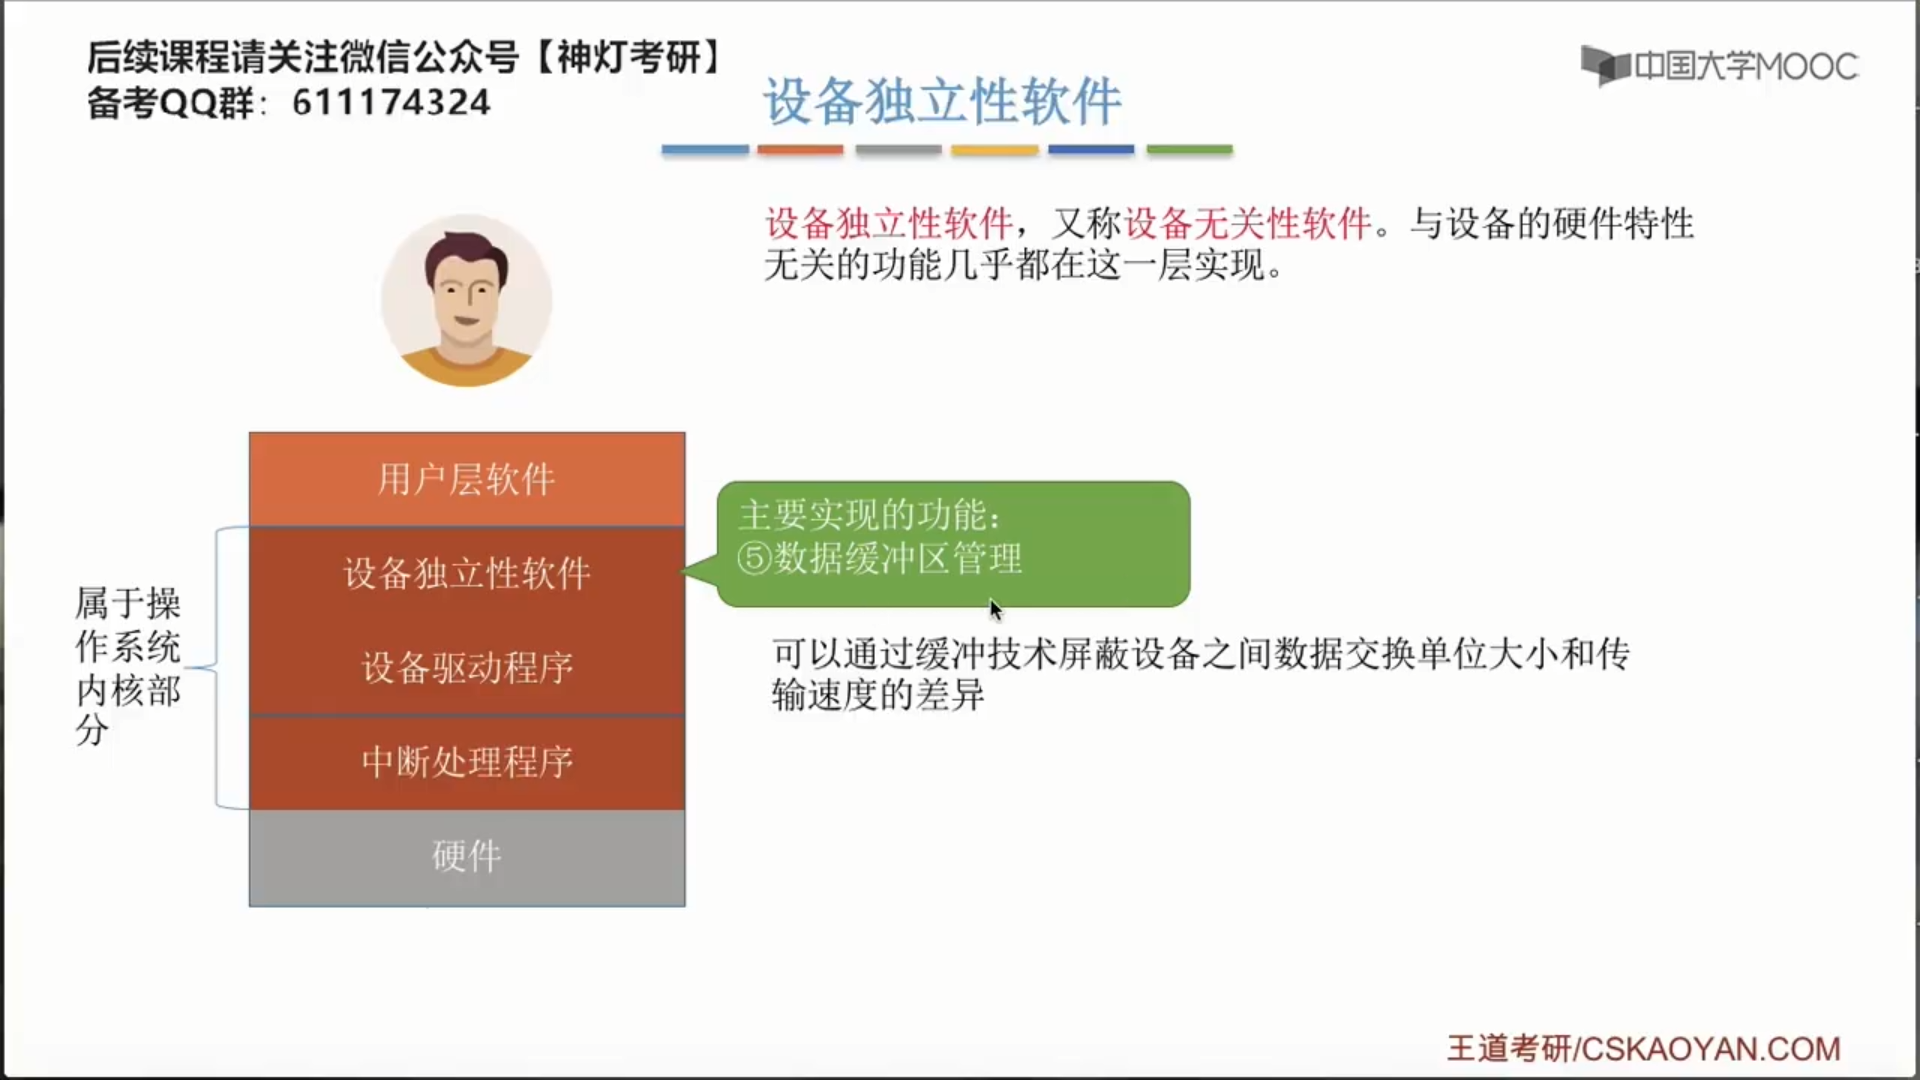 后续课程请关注微信公众号【神灯考研】
备考QQ群：611174324
中国大学MOOC
设备独立性软件
设备独立性软件，又称设备无关性软件。与设备的硬件特性
无关的功能几乎都在这一层实现。
用户层软件
设备独立性软件
设备驱动程序
中断处理程序
硬件
属于操
作系统
内核部
分
主要实现的功能：
⑤数据缓冲区管理
可以通过缓冲技术屏蔽设备之间数据交换单位大小和传
输速度的差异
王道考研/CSKAOYAN.COM